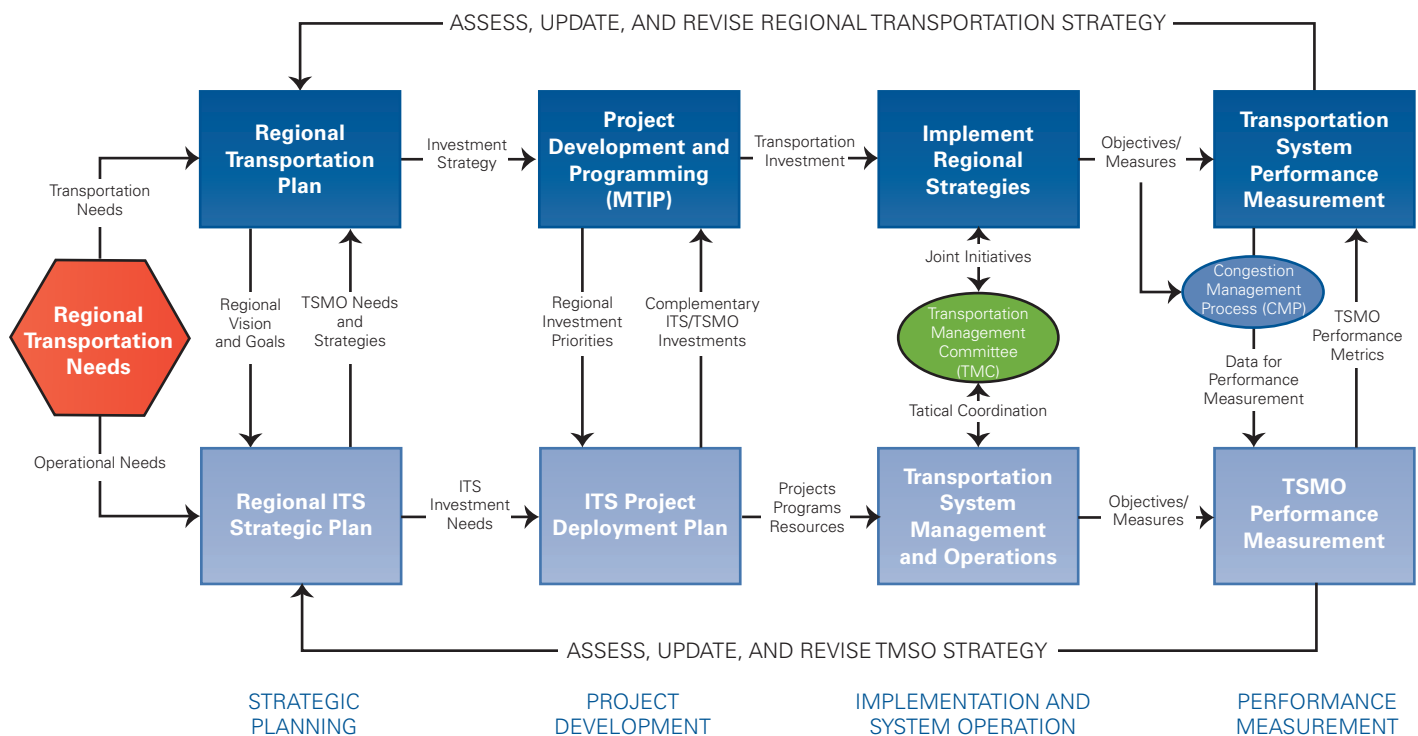 ASSESS, UPDATE, AND REVISE REGIONAL TRANSPORTATION STRATEGY
Regional
Transportation
Plan
Investment
Strategy
Project
Development and
Programming
(MTIP)
Transportation
Investment
Implement
Regional
Strategies
Objectives/
Measures
Transportation
System
Performance
Measurement
Transportation
Needs
Regional
Transportation
Needs
Operational Needs
Regional
Vision
and Goals
TSMO Needs
and
Strategies
Regional
Investment
Priorities
Complementary
ITS/TSMO
Investments
Joint Initiatives
Transportation
Management
Committee
(TMC)
Tatical Coordination
Congestion
Management
Process (CMP)
Data for
Performance
Measurement
TSMO
Performance
Metrics
Regional ITS
Strategic Plan
ITS
Investment
Needs
ITS Project
Deployment Plan
Projects
Programs
Resources
Transportation
System
Management
and Operations
Objectives/
Measures
TSMO
Performance
Measurement
ASSESS, UPDATE, AND REVISE TMSO STRATEGY
STRATEGIC
PLANNING
PROJECT
DEVELOPMENT
IMPLEMENTATION AND
SYSTEM OPERATION
PERFORMANCE
MEASUREMENT